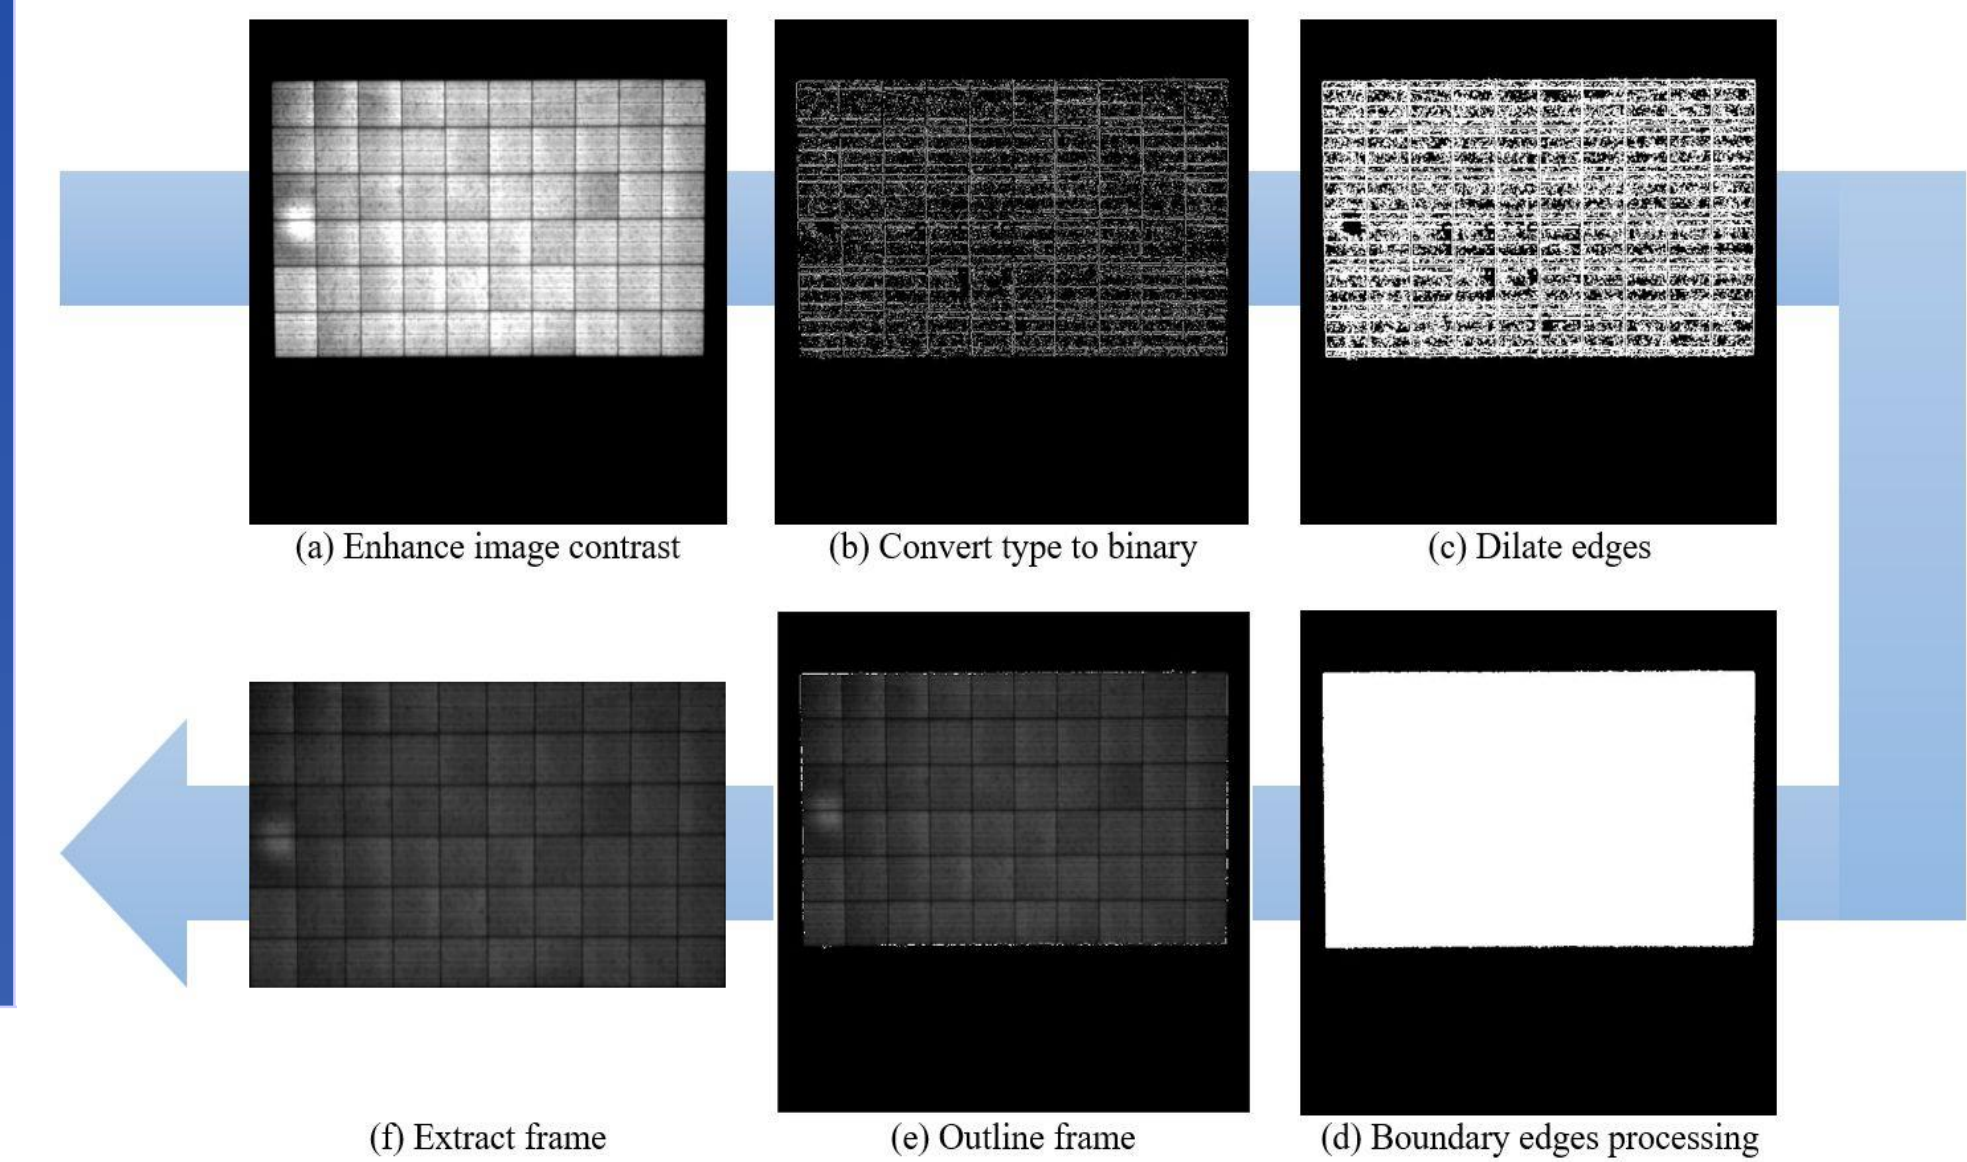 (a) Enhance image contrast
(b) Convert type to binary
(c) Dilate edges
(f) Extract frame
(e) Outline frame
(d) Boundary edges processing